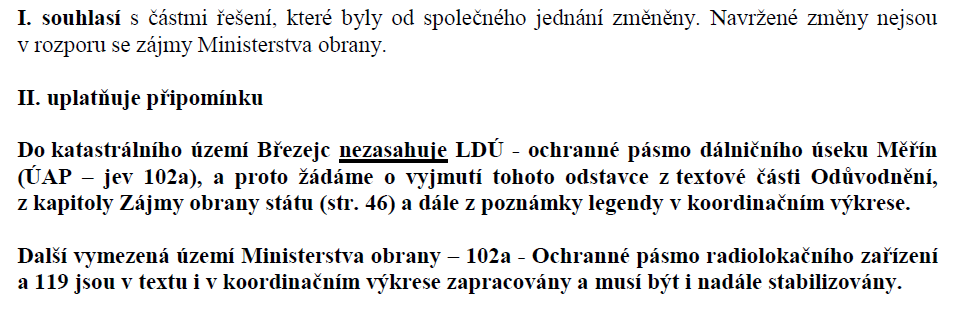 I. souhlasí s částmi řešení, které byly od společného jednání změněny. Navržené změny nejsou
v rozporu se zájmy Ministerstva obrany.
II. uplatňuje připomínku
Do katastrálního území Březejc nezasahuje LDÚ - ochranné pásmo dálničního úseku Měřín
(ÚAP – jev 102a), a proto žádáme o vyjmutí tohoto odstavce z textové části Odůvodnění,
z kapitoly Zájmy obrany státu (str. 46) a dále z poznámky legendy v koordinačním výkrese.
Další vymezená území Ministerstva obrany – 102a - Ochranné pásmo radiolokačního zařízení
a 119 jsou v textu i v koordinačním výkrese zapracovány a musí být i nadále stabilizovány.